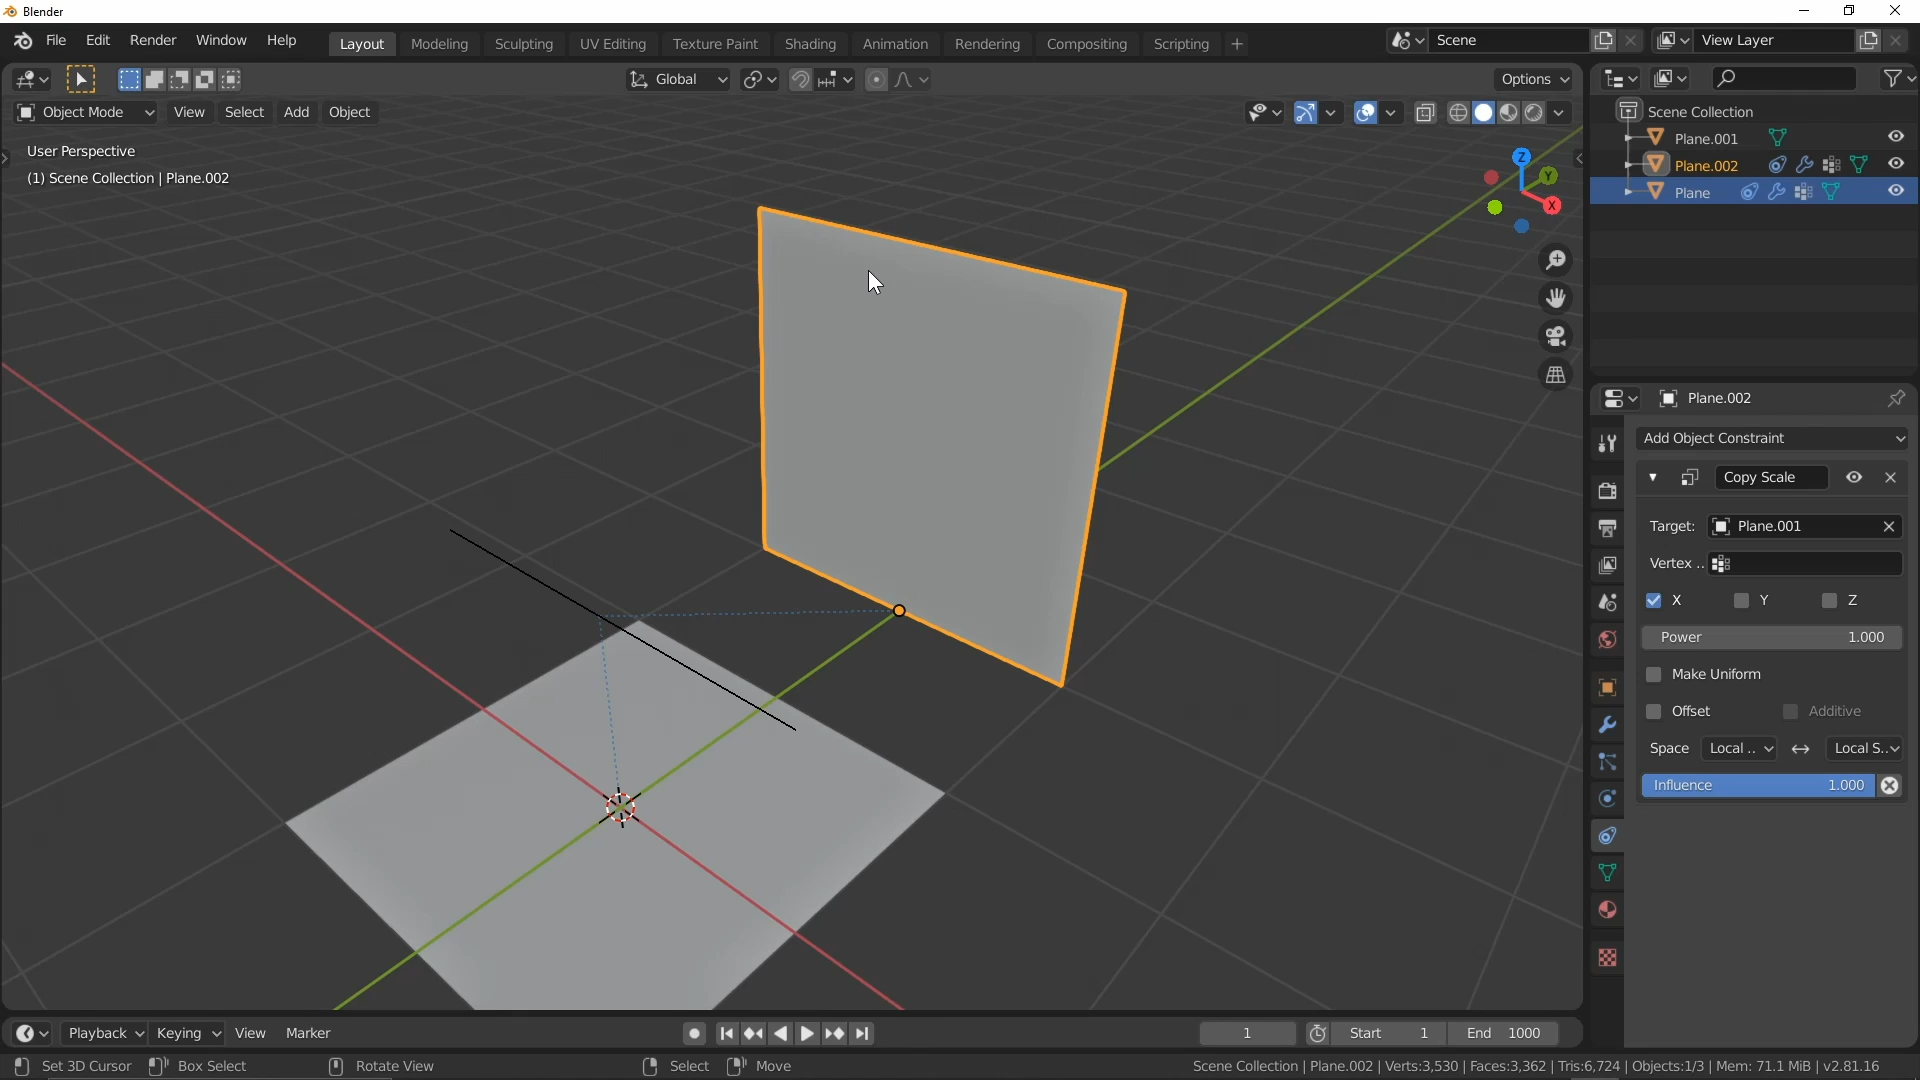 Blender
File Edit Render Window Help Layout Modeling Sculpting UV Editing Texture Paint Shading Animation Rendering Compositing Scripting + Scene View Layer
Global Options
Object Mode View Select Add Object
User Perspective
(1) Scene Collection | Plane.002
Z
Y
X
Scene Collection
Plane.001
Plane.002
Plane
Plane.002
Add Object Constraint
Copy Scale
Target: Plane.001
Vertex ..
X Y Z
Power 1.000
Make Uniform
Offset Additive
Space Local .. Local S..
Influence 1.000
Playback Keying View Marker 1 Start 1 End 1000
Set 3D Cursor Box Select Rotate View Select Move Scene Collection | Plane.002 | Verts:3,530 | Faces:3,362 | Tris:6,724 | Objects:1/3 | Mem: 71.1 MiB | v2.81.16